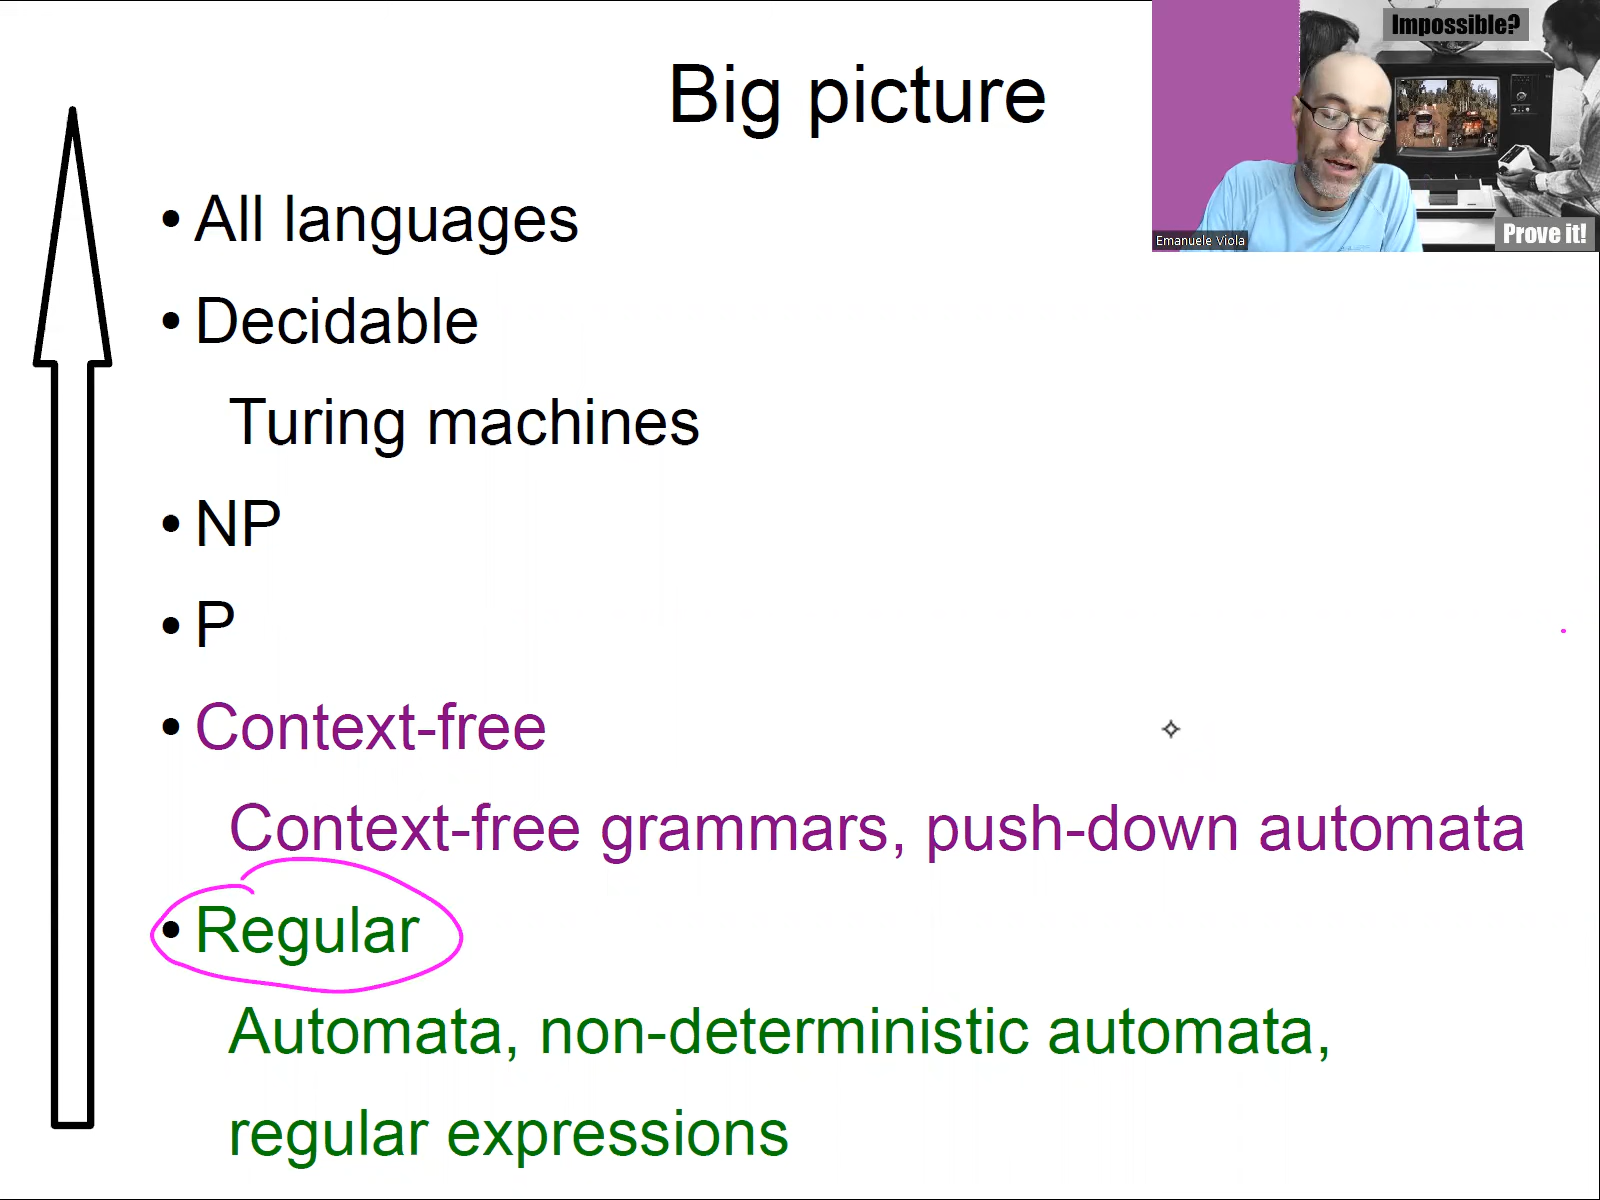 Big picture
• All languages
• Decidable
Turing machines
• NP
• P
• Context-free
Context-free grammars, push-down automata
• Regular
Automata, non-deterministic automata,
regular expressions
Impossible?
Prove it!
Emanuele Viola